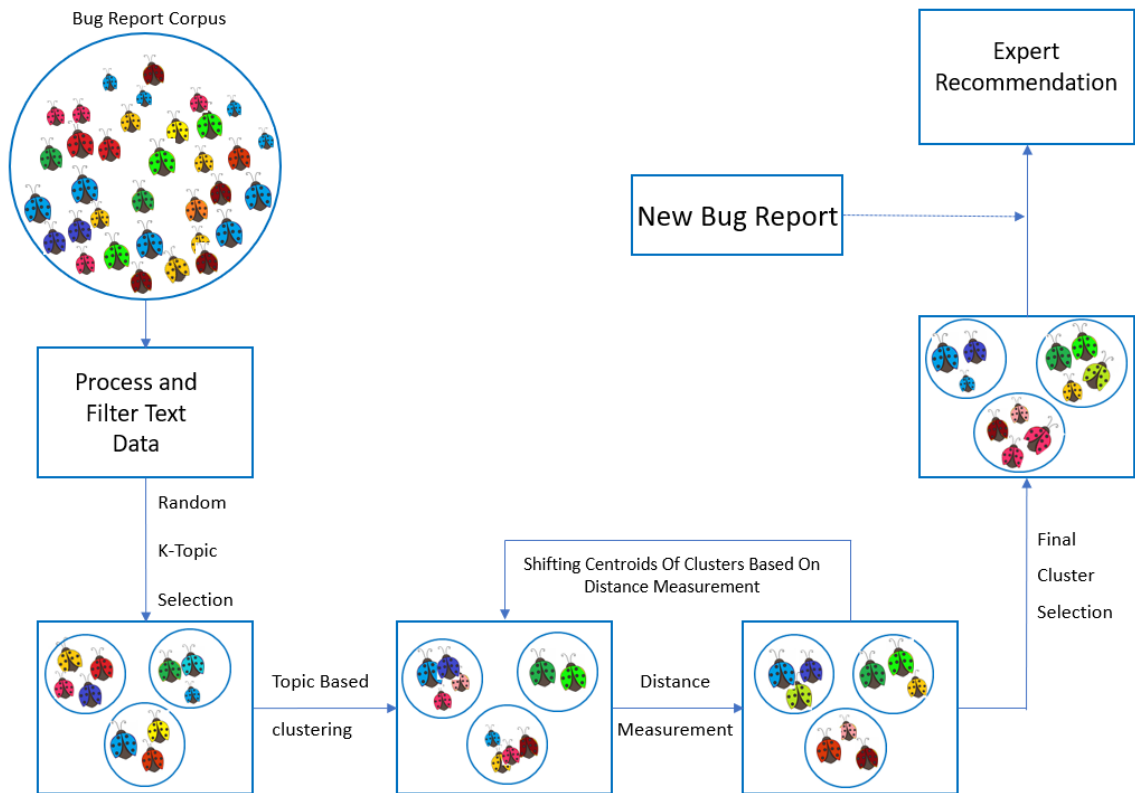 Bug Report Corpus
Expert
Recommendation
New Bug Report
Process and
Filter Text
Data
Random
K-Topic
Selection
Topic Based
clustering
Shifting Centroids Of Clusters Based On
Distance Measurement
Distance
Measurement
Final
Cluster
Selection